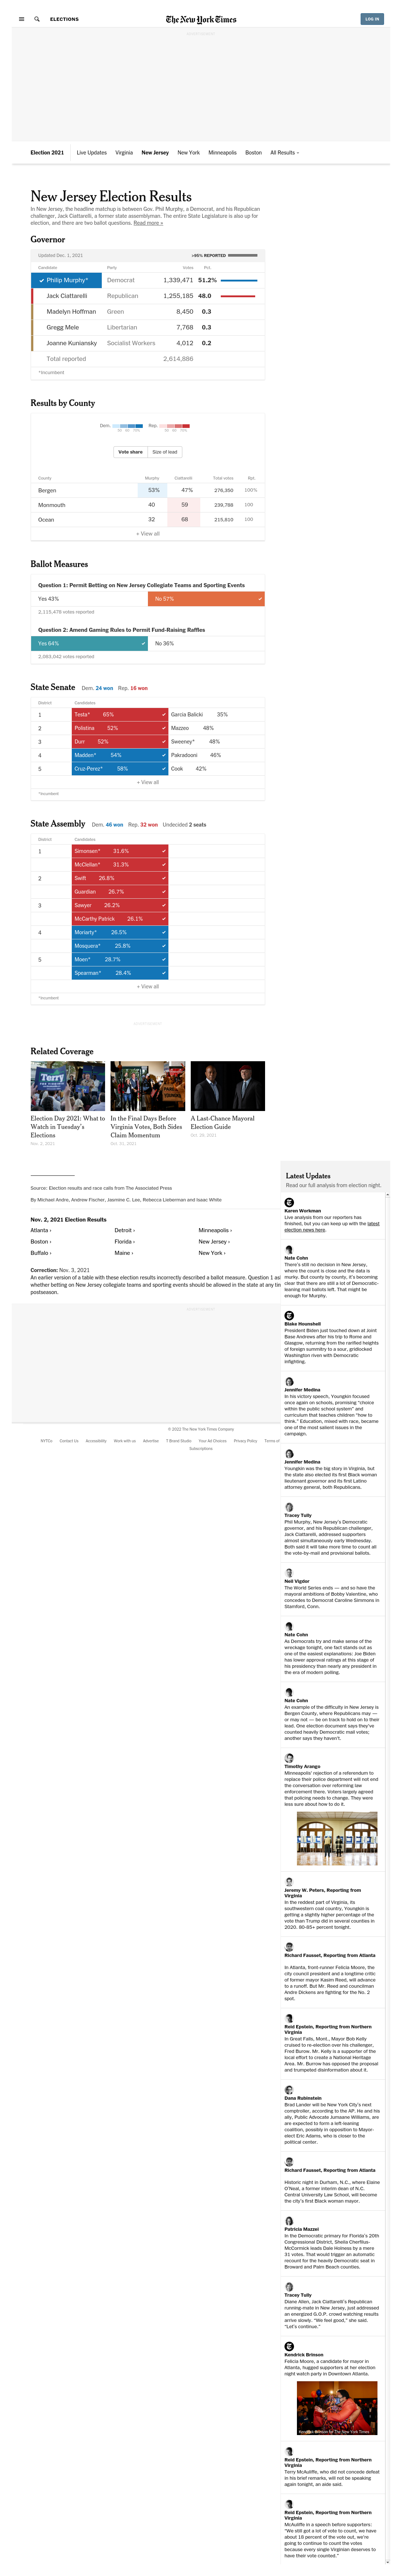 ELECTIONS
The New York Times
LOG IN
ADVERTISEMENT
Election 2021
Live Updates
Virginia
New Jersey
New York
Minneapolis
Boston
All Results
New Jersey Election Results
In New Jersey, the headline matchup is between Gov. Phil Murphy, a Democrat, and his Republican
challenger, Jack Ciattarelli, a former state assemblyman. The entire State Legislature is also up for
election, and there are two ballot questions. Read more »
Governor
Updated Dec. 1, 2021
>95% REPORTED
Candidate Party Votes Pct.
Philip Murphy* Democrat 1,339,471 51.2%
Jack Ciattarelli Republican 1,255,185 48.0
Madelyn Hoffman Green 8,450 0.3
Gregg Mele Libertarian 7,768 0.3
Joanne Kuniansky Socialist Workers 4,012 0.2
Total reported 2,614,886
*Incumbent
Results by County
Dem.
Rep.
Vote share
Size of lead
County Murphy Ciattarelli Total votes Rpt.
Bergen 53% 47% 276,350 100%
Monmouth 40 59 239,788 100
Ocean 32 68 215,810 100
+ View all
Ballot Measures
Question 1: Permit Betting on New Jersey Collegiate Teams and Sporting Events
Yes 43%
No 57%
2,115,476 votes reported
Question 2: Amend Gaming Rules to Permit Fund-Raising Raffles
Yes 64%
No 36%
2,063,042 votes reported
State Senate Dem. 24 won Rep. 16 won
District Candidates
1 Testa* 65% Garcia Balicki 35%
2 Polistina 52% Mazzeo 48%
3 Durr 52% Sweeney* 48%
4 Madden* 54% Pakradooni 46%
5 Cruz-Perez* 58% Cook 42%
+ View all
*Incumbent
State Assembly Dem. 46 won Rep. 32 won Undecided 2 seats
District Candidates
1 Simonsen* 31.6%
McClellan* 31.3%
2 Swift 26.8%
Guardian 26.7%
3 Sawyer 26.2%
McCarthy Patrick 26.1%
4 Moriarty* 26.5%
Mosquera* 25.8%
5 Moen* 28.7%
Spearman* 28.4%
+ View all
*Incumbent
ADVERTISEMENT
Related Coverage
Election Day 2021: What to
Watch in Tuesday's
Elections
Nov. 2, 2021
In the Final Days Before
Virginia Votes, Both Sides
Claim Momentum
Oct. 31, 2021
A Last-Chance Mayoral
Election Guide
Oct. 29, 2021
Source: Election results and race calls from The Associated Press
By Michael Andre, Andrew Fischer, Jasmine C. Lee, Rebecca Lieberman and Isaac White
Nov. 2, 2021 Election Results
Atlanta ›
Detroit ›
Minneapolis ›
Boston ›
Florida ›
New Jersey ›
Buffalo ›
Maine ›
New York ›
Correction: Nov. 3, 2021
An earlier version of a table with these election results incorrectly described a ballot measure. Question 1 as
whether betting on New Jersey collegiate teams and sporting events should be allowed in the state at any tim
postseason.
ADVERTISEMENT
© 2022 The New York Times Company
NYTCo
Contact Us
Accessibility
Work with us
Advertise
T Brand Studio
Your Ad Choices
Privacy Policy
Terms of
Subscriptions
Latest Updates
Read our full analysis from election night.
Karen Workman
Live analysis from our reporters has
finished, but you can keep up with the latest
election news here.
Nate Cohn
There's still no decision in New Jersey,
where the count is close and the data is
murky. But county by county, it's becoming
clear that there are still a lot of Democratic-
leaning mail ballots left. That might be
enough for Murphy.
Blake Hounshell
President Biden just touched down at Joint
Base Andrews after his trip to Rome and
Glasgow, returning from the rarified heights
of foreign summitry to a sour, gridlocked
Washington riven with Democratic
infighting.
Jennifer Medina
In his victory speech, Youngkin focused
once again on schools, promising "choice
within the public school system" and
curriculum that teaches children "how to
think." Education, mixed with race, became
one of the most salient issues in the
campaign.
Jennifer Medina
Youngkin was the big story in Virginia, but
the state also elected its first Black woman
lieutenant governor and its first Latino
attorney general, both Republicans.
Tracey Tully
Phil Murphy, New Jersey's Democratic
governor, and his Republican challenger,
Jack Ciattarelli, addressed supporters
almost simultaneously early Wednesday.
Both said it will take more time to count all
the vote-by-mail and provisional ballots.
Neil Vigdor
The World Series ends — and so have the
mayoral ambitions of Bobby Valentine, who
concedes to Democrat Caroline Simmons in
Stamford, Conn.
Nate Cohn
As Democrats try and make sense of the
wreckage tonight, one fact stands out as
one of the easiest explanations: Joe Biden
has lower approval ratings at this stage of
his presidency than nearly any president in
the era of modern polling.
Nate Cohn
An example of the difficulty in New Jersey is
Bergen County, where Republicans may —
or may not — be on track to hold on to their
lead. One election document says they've
counted heavily Democratic mail votes;
another says they haven't.
Timothy Arango
Minneapolis' rejection of a referendum to
replace their police department will not end
the conversation over reforming law
enforcement there. Voters largely agreed
that policing needs to change. They were
less sure about how to do it.
Jeremy W. Peters, Reporting from
Virginia
In the reddest part of Virginia, its
southwestern coal country, Youngkin is
getting a slightly higher percentage of the
vote than Trump did in several counties in
2020. 80-85+ percent tonight.
Richard Fausset, Reporting from Atlanta
In Atlanta, front-runner Felicia Moore, the
city council president and a longtime critic
of former mayor Kasim Reed, will advance
to a runoff. But Mr. Reed and councilman
Andre Dickens are fighting for the No. 2
spot.
Reid Epstein, Reporting from Northern
Virginia
In Great Falls, Mont., Mayor Bob Kelly
cruised to re-election over his challenger,
Fred Burow. Mr. Kelly is a supporter of the
local effort to create a National Heritage
Area. Mr. Burrow has opposed the proposal
and trumpeted disinformation about it.
Dana Rubinstein
Brad Lander will be New York City's next
comptroller, according to the AP. He and his
ally, Public Advocate Jumaane Williams, are
are expected to form a left-leaning
coalition, possibly in opposition to Mayor-
elect Eric Adams, who is closer to the
political center.
Richard Fausset, Reporting from Atlanta
Historic night in Durham, N.C., where Elaine
O'Neal, a former interim dean of N.C.
Central University Law School, will become
the city's first Black woman mayor.
Patricia Mazzei
In the Democratic primary for Florida's 20th
Congressional District, Sheila Cherfilus-
McCormick leads Dale Holness by a mere
31 votes. That would trigger an automatic
recount for the heavily Democratic seat in
Broward and Palm Beach counties.
Tracey Tully
Diane Allen, Jack Ciattarelli's Republican
running-mate in New Jersey, just addressed
an energized G.O.P. crowd watching results
arrive slowly. "We feel good," she said.
"Let's continue."
Kendrick Brinson
Felicia Moore, a candidate for mayor in
Atlanta, hugged supporters at her election
night watch party in Downtown Atlanta.
Kendrick Brinson for The New York Times
Reid Epstein, Reporting from Northern
Virginia
Terry McAuliffe, who did not concede defeat
in his brief remarks, will not be speaking
again tonight, an aide said.
Reid Epstein, Reporting from Northern
Virginia
McAuliffe in a speech before supporters:
"We still got a lot of vote to count, we have
about 18 percent of the vote out, we're
going to continue to count the votes
because every single Virginian deserves to
have their vote counted."